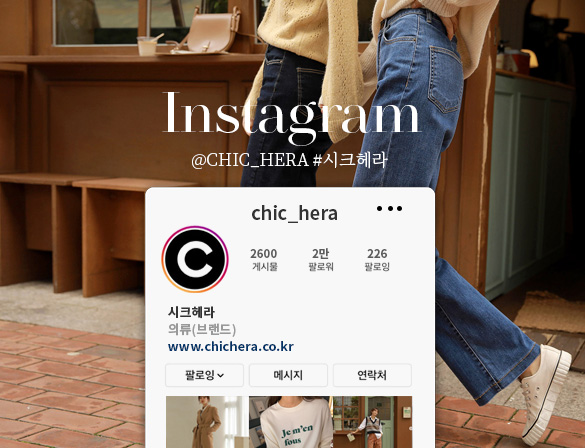 Instagram
@CHIC_HERA #시크헤라
chic_hera
C
2600 2만 226
게시물 팔로워 팔로잉
시크헤라
의류(브랜드)
www.chichera.co.kr
팔로잉 메시지 연락처
Je m'en
fous